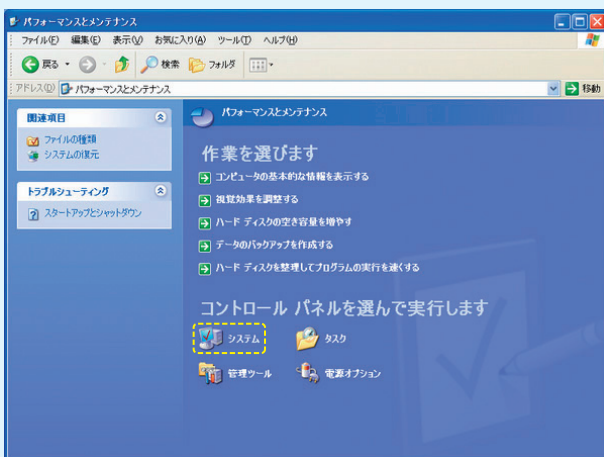 パフォーマンスとメンテナンス
ファイル(F) 編集(E) 表示(V) お気に入り(A) ツール(T) ヘルプ(H)
戻る 検索 フォルダ
アドレス(D) パフォーマンスとメンテナンス 移動
関連項目
ファイルの種類
システムの復元
トラブルシューティング
スタートアップとシャットダウン
パフォーマンスとメンテナンス
作業を選びます
コンピュータの基本的な情報を表示する
視覚効果を調整する
ハード ディスクの空き容量を増やす
データのバックアップを作成する
ハード ディスクを整理してプログラムの実行を速くする
コントロール パネルを選んで実行します
システム タスク
管理ツール 電源オプション